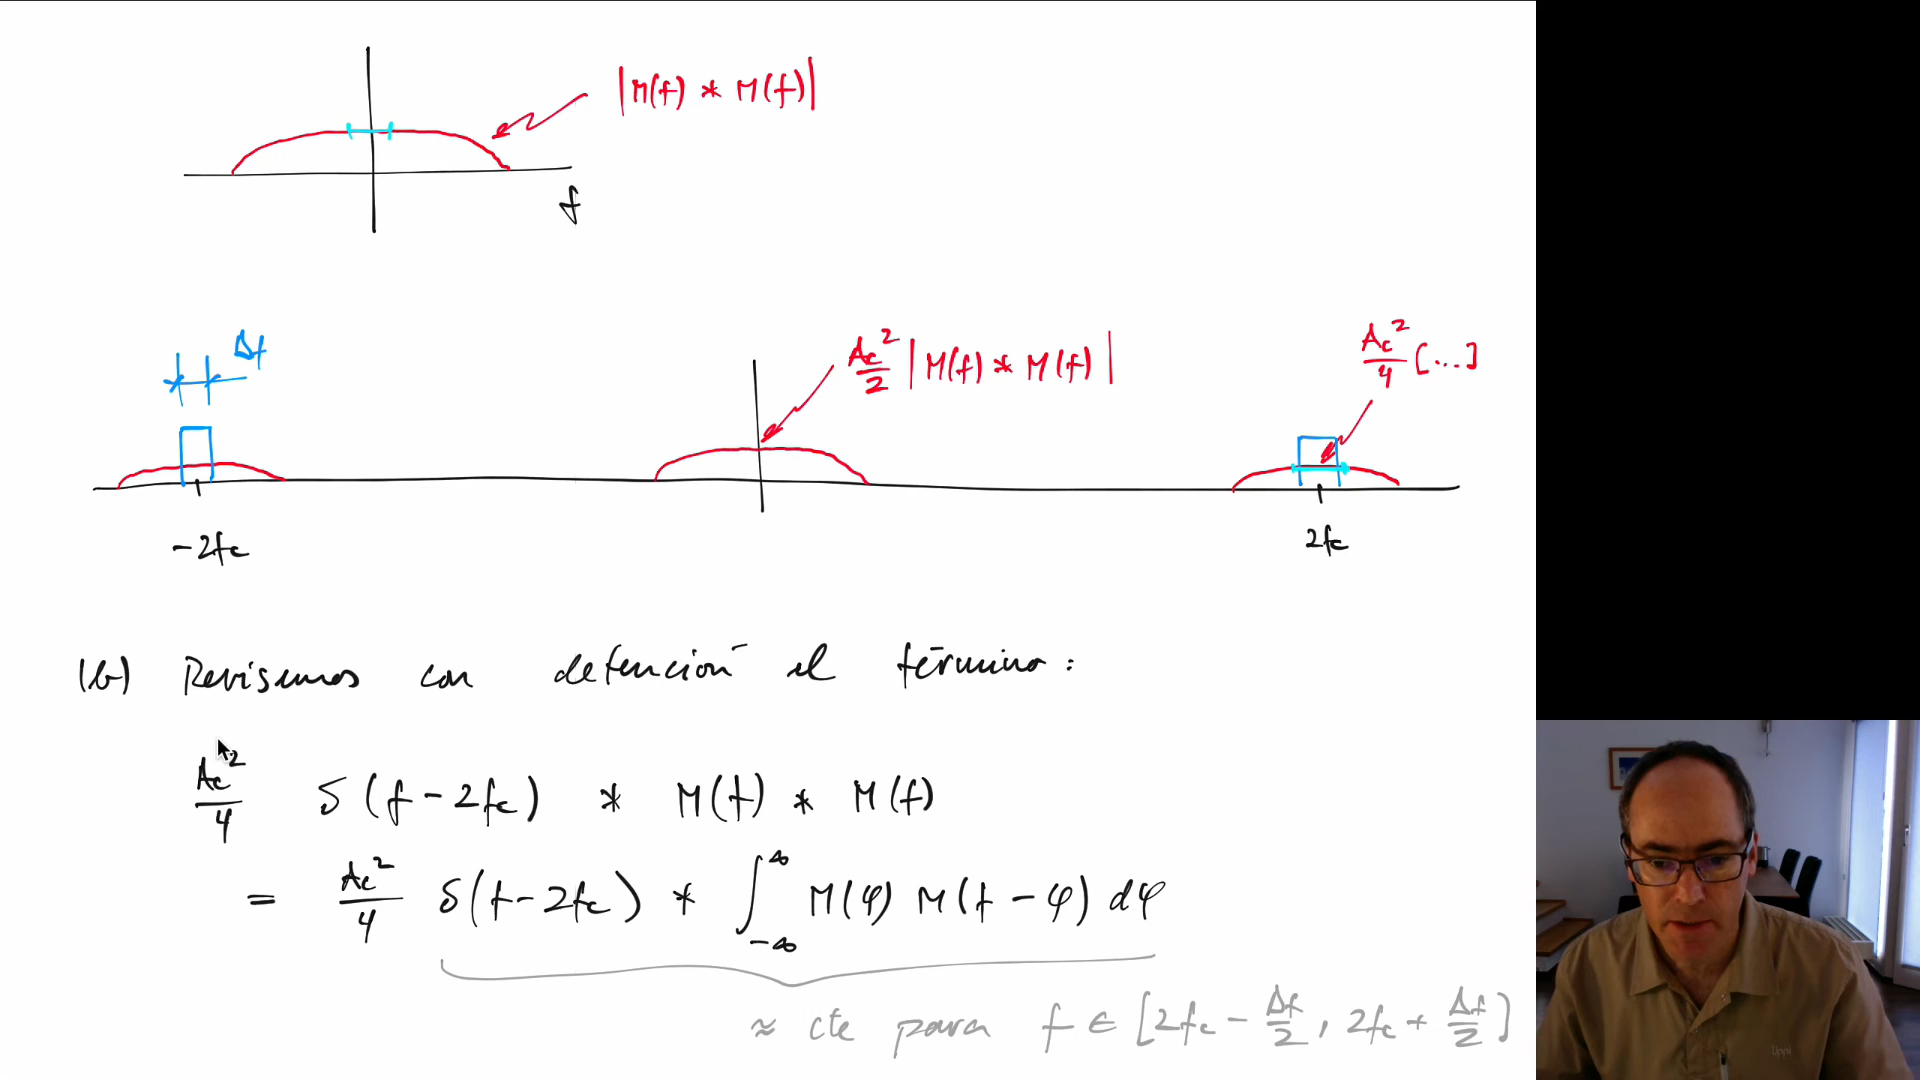 |M(f) * M(f)|
f
Δf
Ac²/2 |M(f) * M(f)|
Ac²/4 [...]
-2fc
2fc
(b) Revisemos con detención el término:
Ac²/4 δ(f - 2fc) * M(f) * M(f)
= Ac²/4 δ(f - 2fc) * ∫_{-∞}^{∞} M(φ) M(f - φ) dφ
≈ cte para f ∈ [2fc - Δf/2, 2fc + Δf/2]